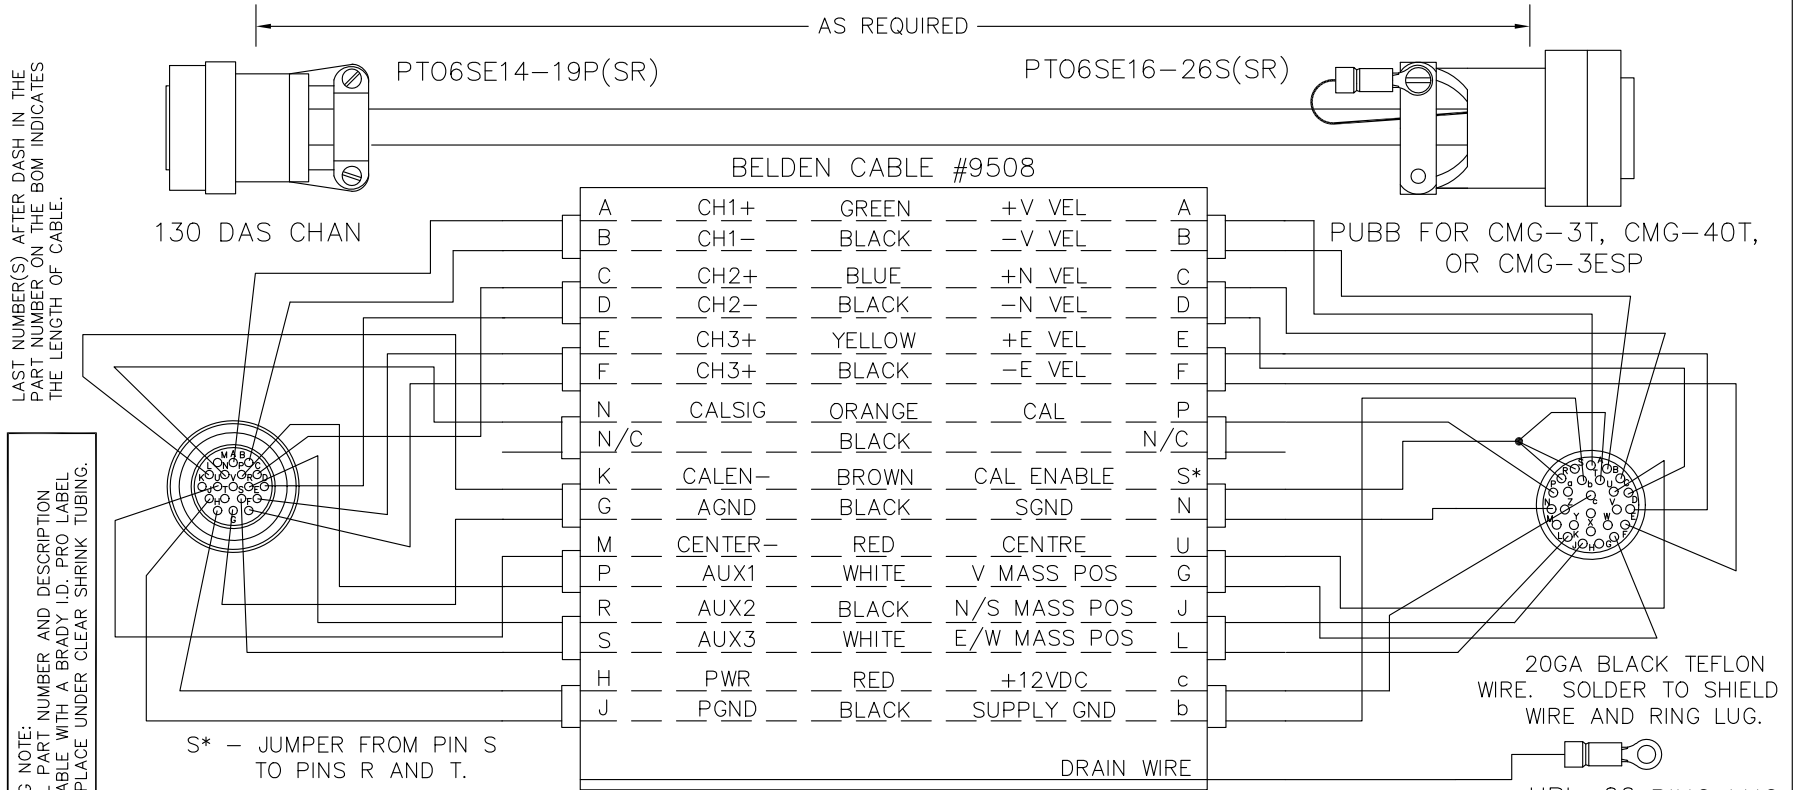 AS REQUIRED
PTO6SE14-19P(SR)
PTO6SE16-26S(SR)
LAST NUMBER(S) AFTER DASH IN THE
PART NUMBER ON THE BOM INDICATES
THE LENGTH OF CABLE.
130 DAS CHAN
PUBB FOR CMG-3T, CMG-40T,
OR CMG-3ESP
BELDEN CABLE #9508
A CH1+ GREEN +V VEL A
B CH1- BLACK -V VEL B
C CH2+ BLUE +N VEL C
D CH2- BLACK -N VEL D
E CH3+ YELLOW +E VEL E
F CH3+ BLACK -E VEL F
N CALSIG ORANGE CAL P
N/C BLACK N/C
K CALEN- BROWN CAL ENABLE S*
G AGND BLACK SGND N
M CENTER- RED CENTRE U
P AUX1 WHITE V MASS POS G
R AUX2 BLACK N/S MASS POS J
S AUX3 WHITE E/W MASS POS L
H PWR RED +12VDC c
J PGND BLACK SUPPLY GND b
DRAIN WIRE
M A B
L N P C
K U V R D
J T S E
H F
G
S A
R T B
P a b U C
N Z c V D
M Y X W E
L K F
J H G
S* - JUMPER FROM PIN S
TO PINS R AND T.
20GA BLACK TEFLON
WIRE. SOLDER TO SHIELD
WIRE AND RING LUG.
G NOTE:
PART NUMBER AND DESCRIPTION
ABLE WITH A BRADY I.D. PRO LABEL
PLACE UNDER CLEAR SHRINK TUBING.